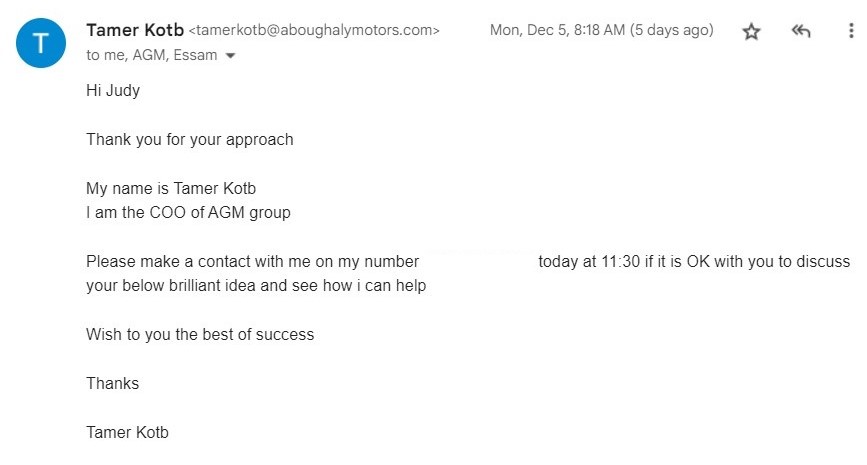 T
Tamer Kotb <tamerkotb@aboughalymotors.com> Mon, Dec 5, 8:18 AM (5 days ago)
to me, AGM, Essam
Hi Judy
Thank you for your approach
My name is Tamer Kotb
I am the COO of AGM group
Please make a contact with me on my number today at 11:30 if it is OK with you to discuss
your below brilliant idea and see how i can help
Wish to you the best of success
Thanks
Tamer Kotb